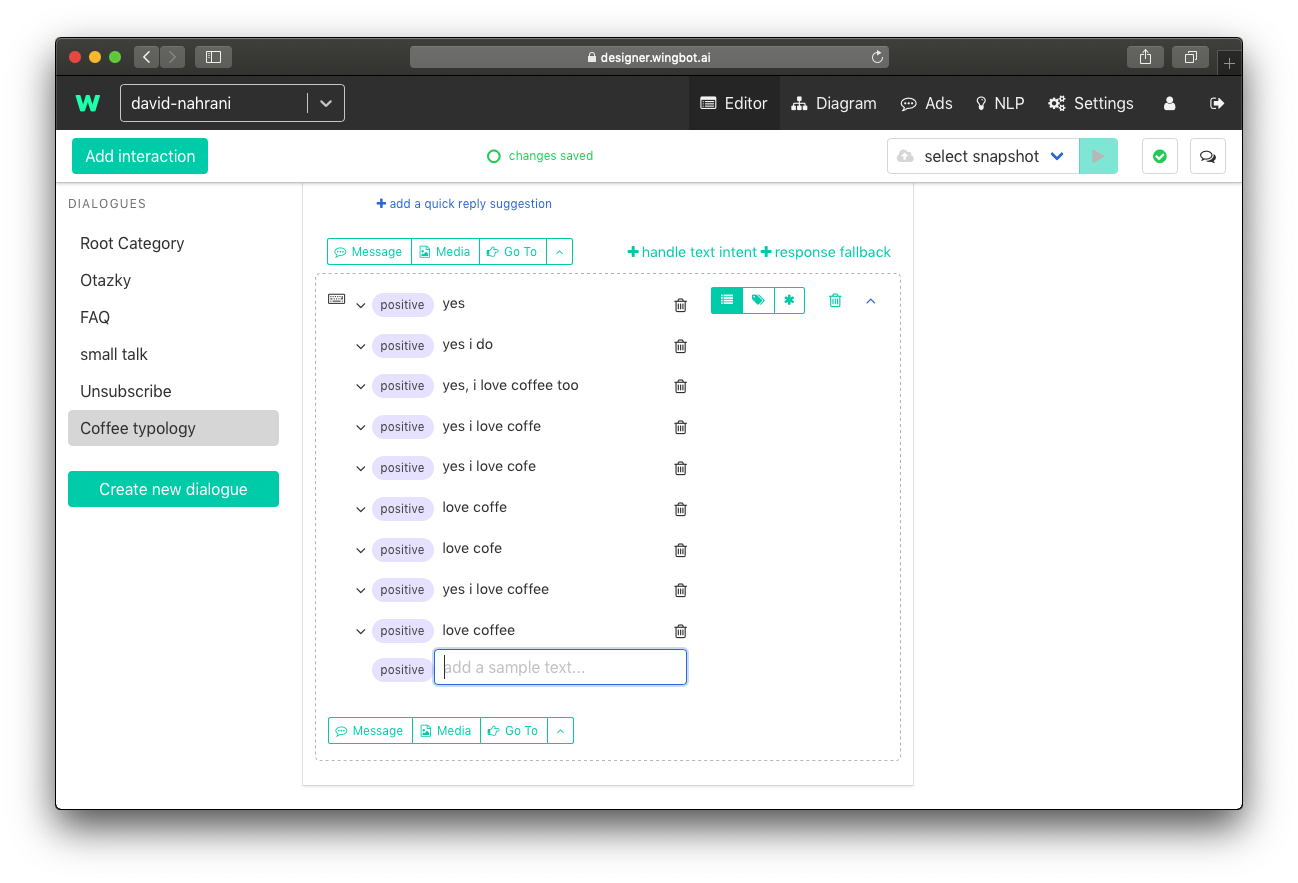 designer.wingbot.ai
W david-nahrani Editor Diagram Ads NLP Settings
Add interaction changes saved select snapshot
DIALOGUES
Root Category
Otazky
FAQ
small talk
Unsubscribe
Coffee typology
Create new dialogue
add a quick reply suggestion
Message Media Go To handle text intent response fallback
positive yes
positive yes i do
positive yes, i love coffee too
positive yes i love coffe
positive yes i love cofe
positive love coffe
positive love cofe
positive yes i love coffee
positive love coffee
positive add a sample text...
Message Media Go To